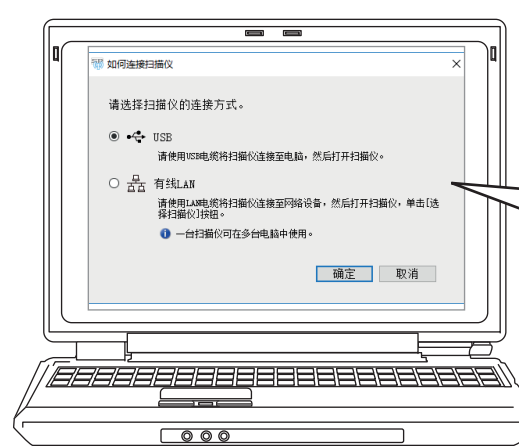 如何连接扫描仪
请选择扫描仪的连接方式。
USB
请使用USB电缆将扫描仪连接至电脑，然后打开扫描仪。
有线LAN
请使用LAN电缆将扫描仪连接至网络设备，然后打开扫描仪，单击[选
择扫描仪]按钮。
一台扫描仪可在多台电脑中使用。
确定 取消